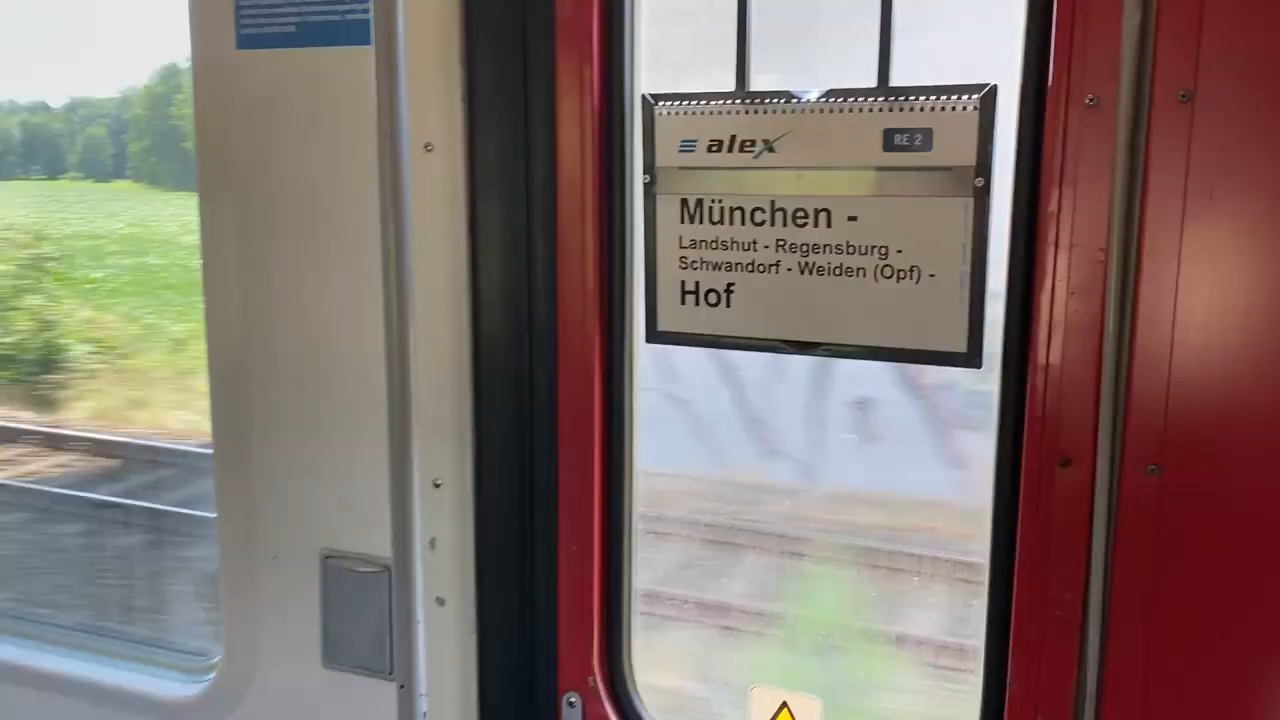 alex RE 2
München -
Landshut - Regensburg -
Schwandorf - Weiden (Opf) -
Hof